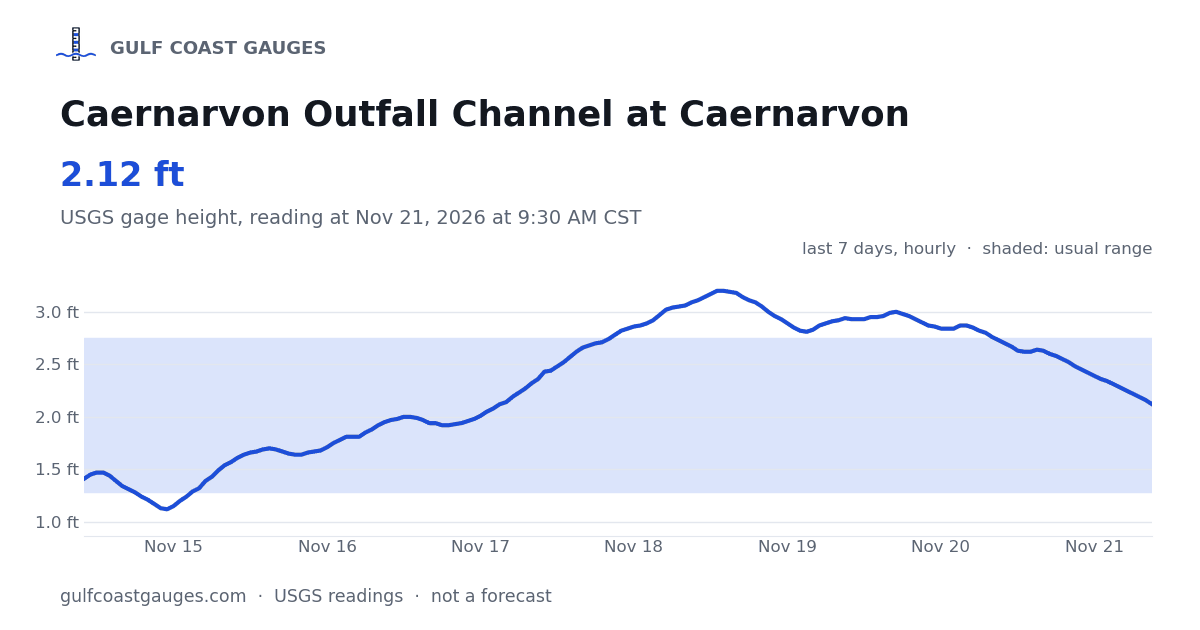 GULF COAST GAUGES
Caernarvon Outfall Channel at Caernarvon
2.12 ft
USGS gage height, reading at Nov 21, 2026 at 9:30 AM CST
last 7 days, hourly · shaded: usual range
3.0 ft
2.5 ft
2.0 ft
1.5 ft
1.0 ft
Nov 15 Nov 16 Nov 17 Nov 18 Nov 19 Nov 20 Nov 21
gulfcoastgauges.com · USGS readings · not a forecast